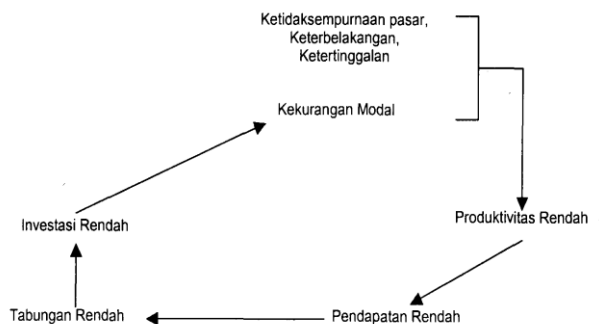 Ketidaksempurnaan pasar,
Keterbelakangan,
Ketertinggalan
Kekurangan Modal
Investasi Rendah
Produktivitas Rendah
Tabungan Rendah
Pendapatan Rendah